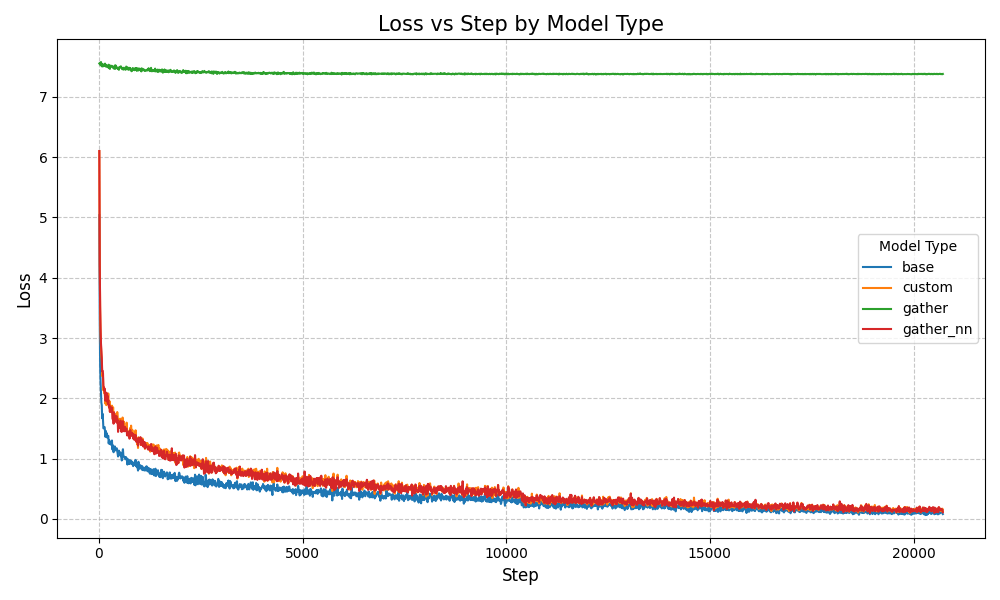 Loss vs Step by Model Type
Loss
7
6
5
4
3
2
1
0
0 5000 10000 15000 20000
Step
Model Type
base
custom
gather
gather_nn